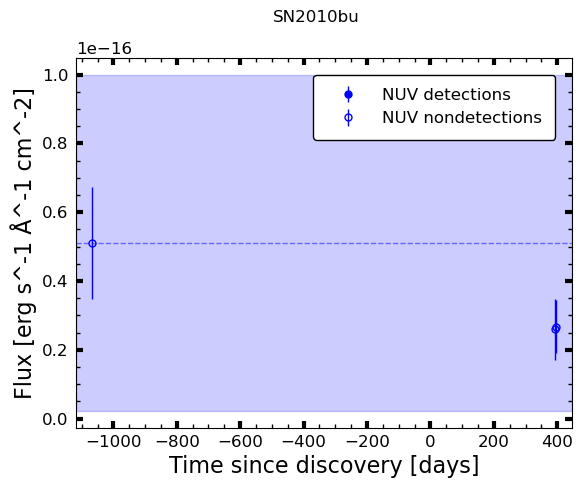 SN2010bu
1e−16
NUV detections
NUV nondetections
1.0
0.8
0.6
0.4
0.2
0.0
Flux [erg s^-1 Å^-1 cm^-2]
−1000 −800 −600 −400 −200 0 200 400
Time since discovery [days]